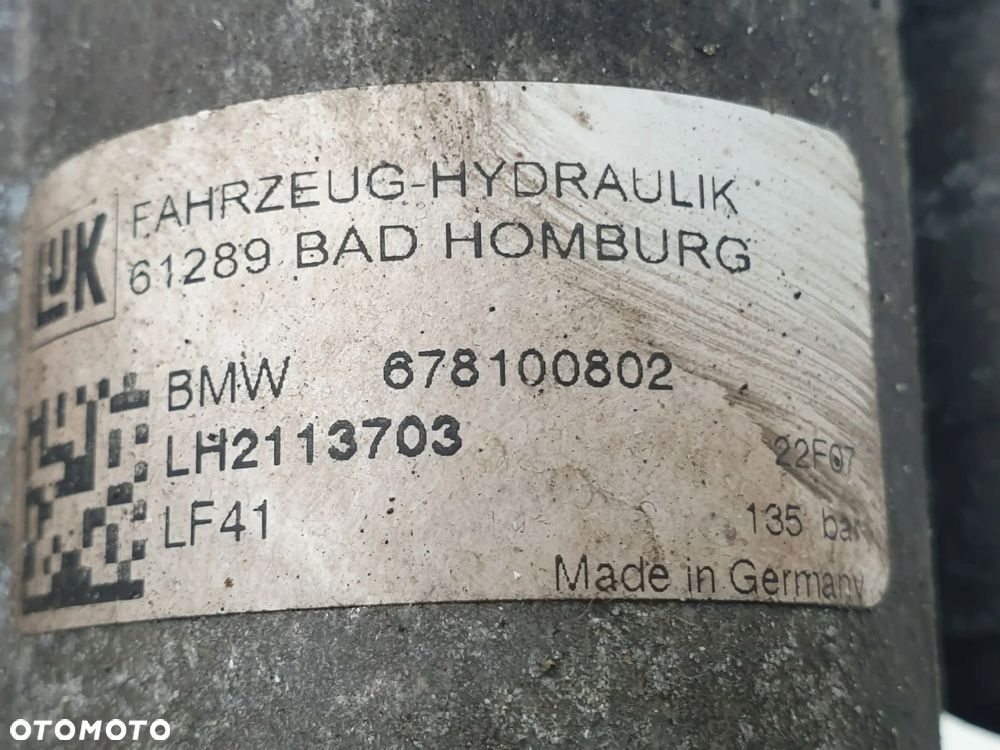 LUK
FAHRZEUG-HYDRAULIK
61289 BAD HOMBURG
BMW 678100802
LH2113703
22F07
LF41
135 bar
Made in Germany
OTOMOTO